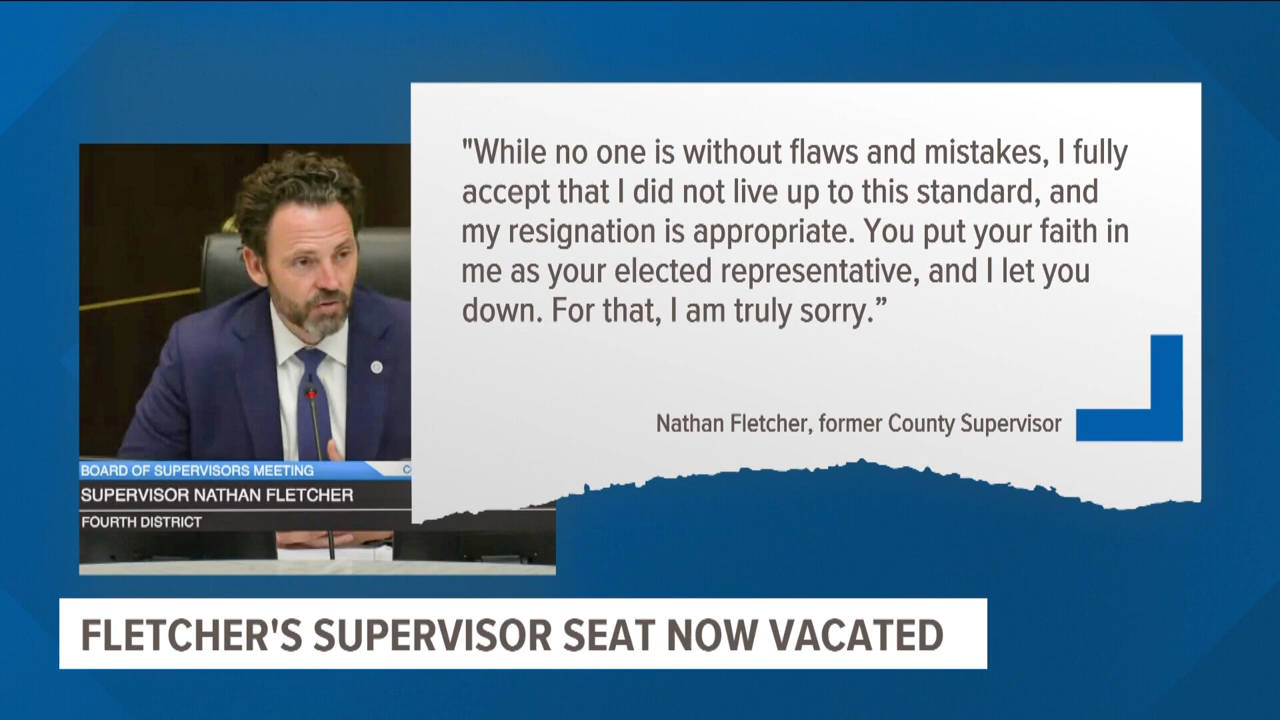 "While no one is without flaws and mistakes, I fully
accept that I did not live up to this standard, and
my resignation is appropriate. You put your faith in
me as your elected representative, and I let you
down. For that, I am truly sorry.”
Nathan Fletcher, former County Supervisor
BOARD OF SUPERVISORS MEETING
SUPERVISOR NATHAN FLETCHER
FOURTH DISTRICT
FLETCHER'S SUPERVISOR SEAT NOW VACATED